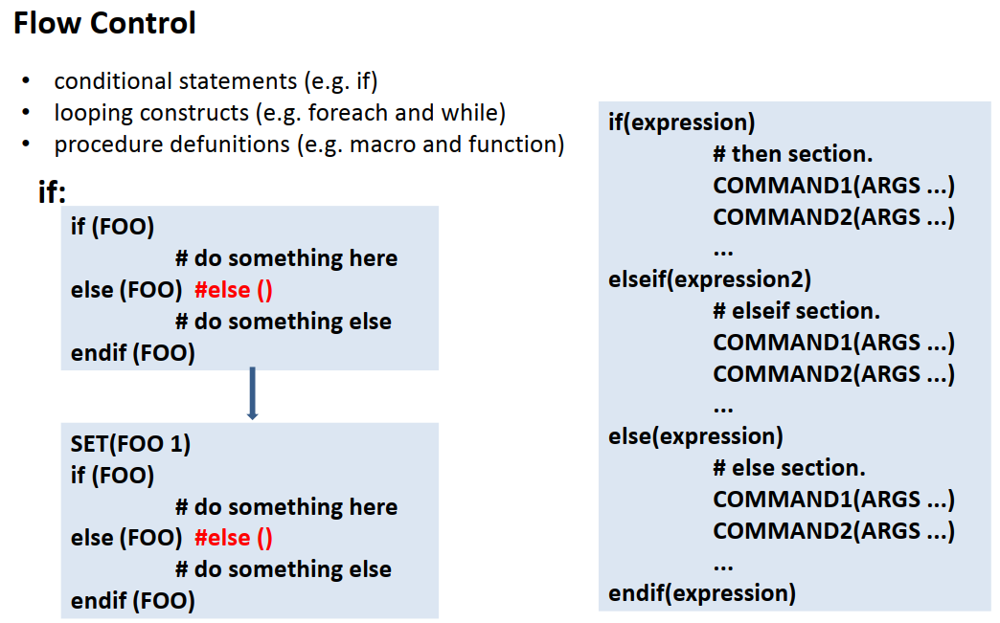 Flow Control
• conditional statements (e.g. if)
• looping constructs (e.g. foreach and while)
• procedure defunitions (e.g. macro and function)
if:
if (FOO)
# do something here
else (FOO) #else ()
# do something else
endif (FOO)
SET(FOO 1)
if (FOO)
# do something here
else (FOO) #else ()
# do something else
endif (FOO)
if(expression)
# then section.
COMMAND1(ARGS ...)
COMMAND2(ARGS ...)
...
elseif(expression2)
# elseif section.
COMMAND1(ARGS ...)
COMMAND2(ARGS ...)
...
else(expression)
# else section.
COMMAND1(ARGS ...)
COMMAND2(ARGS ...)
...
endif(expression)